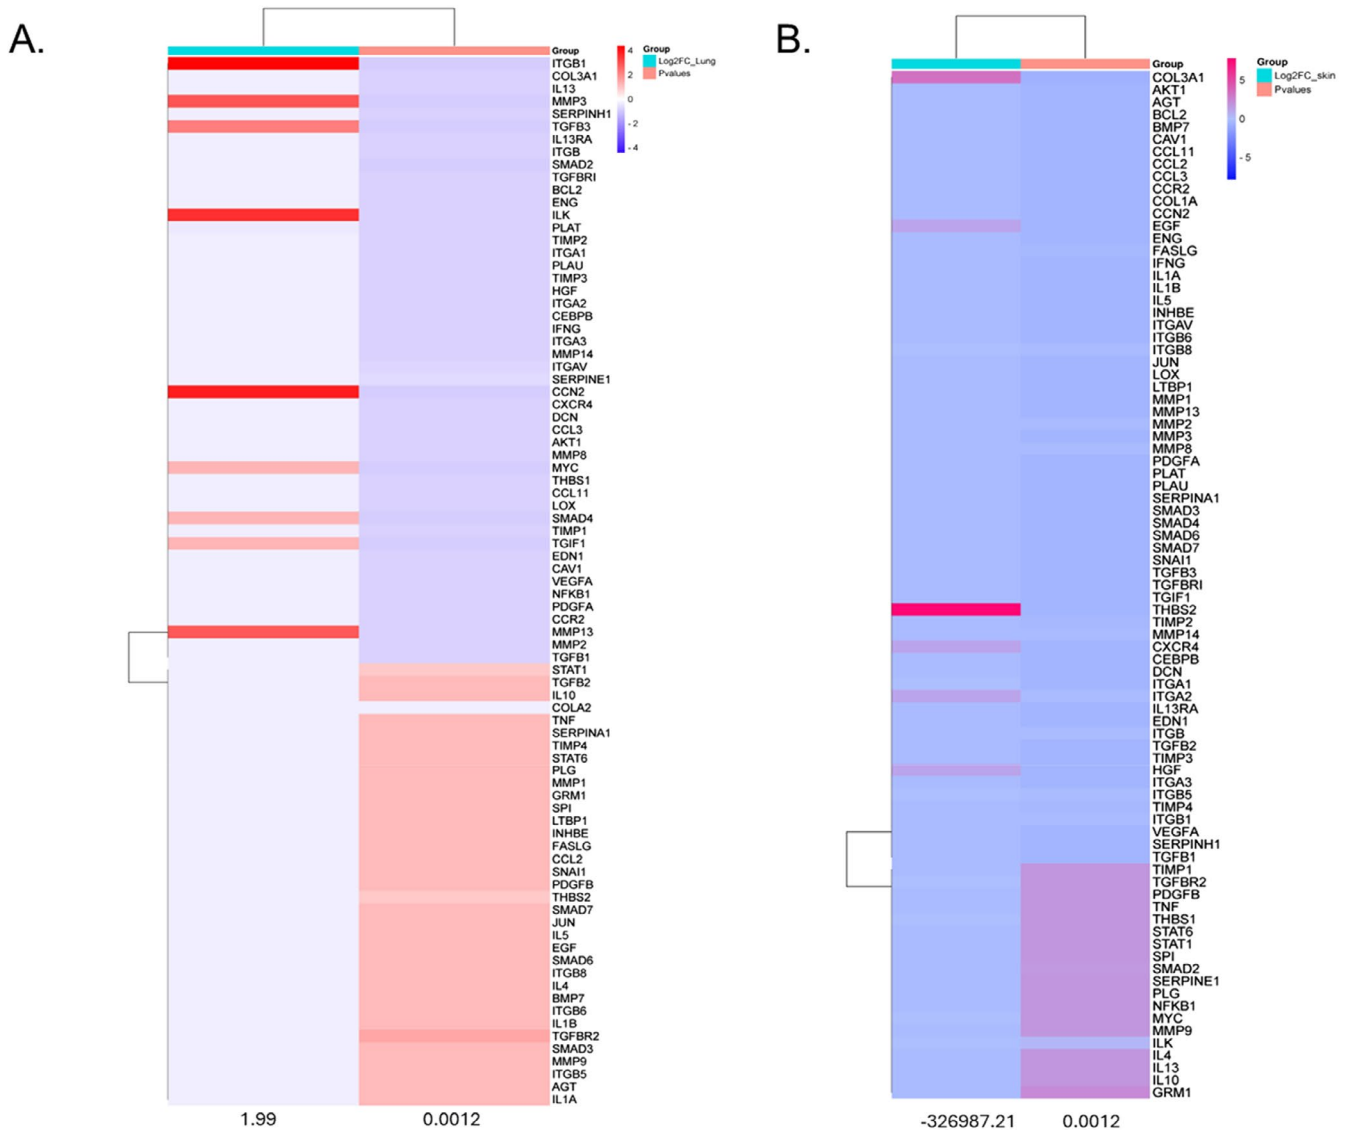 A.
Group
ITGB1
COL3A1
IL13
MMP3
SERPINH1
TGFB3
IL13RA
ITGB
SMAD2
TGFBRI
BCL2
ENG
ILK
PLAT
TIMP2
ITGA1
PLAU
TIMP3
HGF
ITGA2
CEBPB
IFNG
ITGA3
MMP14
ITGAV
SERPINE1
CCN2
CXCR4
DCN
CCL3
AKT1
MMP8
MYC
THBS1
CCL11
LOX
SMAD4
TIMP1
TGIF1
EDN1
CAV1
VEGFA
NFKB1
PDGFA
CCR2
MMP13
MMP2
TGFB1
STAT1
TGFB2
IL10
COLA2
TNF
SERPINA1
TIMP4
STAT6
PLG
MMP1
GRM1
SPI
LTBP1
INHBE
FASLG
CCL2
SNAI1
PDGFB
THBS2
SMAD7
JUN
IL5
EGF
SMAD6
ITGB8
IL4
BMP7
ITGB6
IL1B
TGFBR2
SMAD3
MMP9
ITGB5
AGT
IL1A
4
2
0
-2
-4
Group
Log2FC_Lung
Pvalues
1.99
0.0012
B.
Group
COL3A1
AKT1
AGT
BCL2
BMP7
CAV1
CCL11
CCL2
CCL3
CCR2
COL1A
CCN2
EGF
ENG
FASLG
IFNG
IL1A
IL1B
IL5
INHBE
ITGAV
ITGB6
ITGB8
JUN
LOX
LTBP1
MMP1
MMP13
MMP2
MMP3
MMP8
PDGFA
PLAT
PLAU
SERPINA1
SMAD3
SMAD4
SMAD6
SMAD7
SNAI1
TGFB3
TGFBRI
TGIF1
THBS2
TIMP2
MMP14
CXCR4
CEBPB
DCN
ITGA1
ITGA2
IL13RA
EDN1
ITGB
TGFB2
TIMP3
HGF
ITGA3
ITGB5
TIMP4
ITGB1
VEGFA
SERPINH1
TGFB1
TIMP1
TGFBR2
PDGFB
TNF
THBS1
STAT6
STAT1
SPI
SMAD2
SERPINE1
PLG
NFKB1
MYC
MMP9
ILK
IL4
IL13
IL10
GRM1
5
0
-5
Group
Log2FC_skin
Pvalues
-326987.21
0.0012